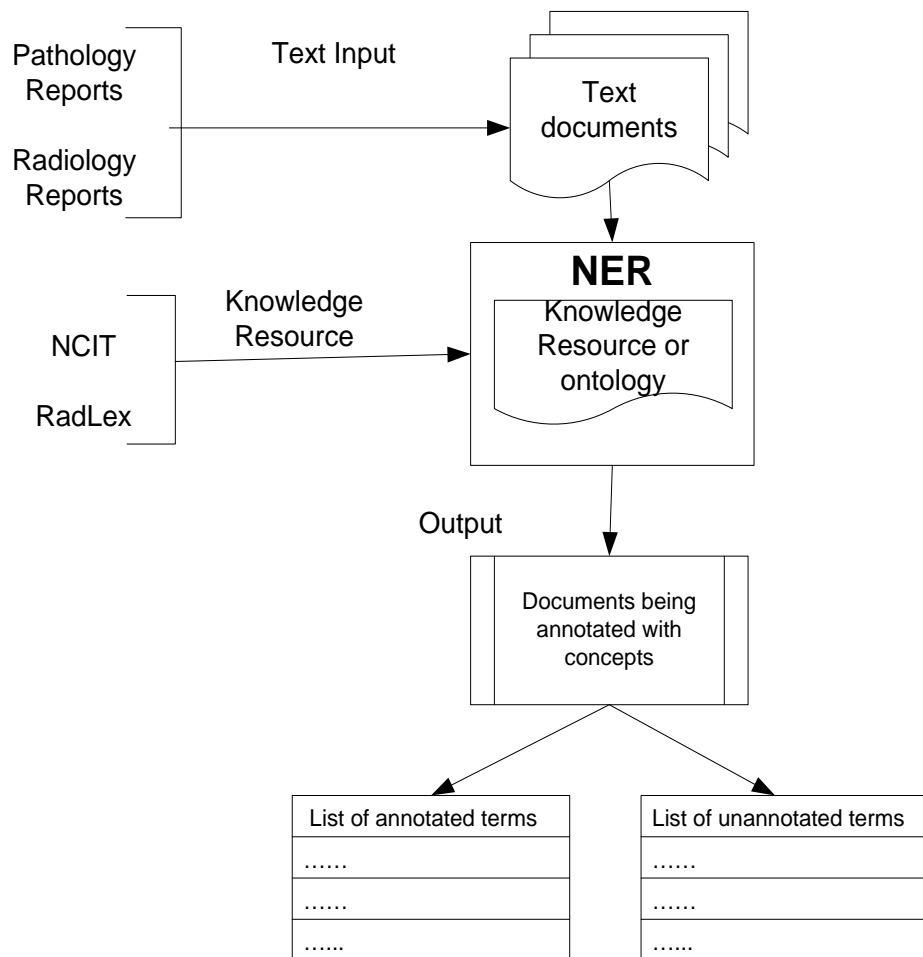 Pathology
Reports
Radiology
Reports
Text Input
Text
documents
NCIT
RadLex
Knowledge
Resource
NER
Knowledge
Resource or
ontology
Output
Documents being
annotated with
concepts
List of annotated terms
……
……
…...
List of unannotated terms
……
……
…...